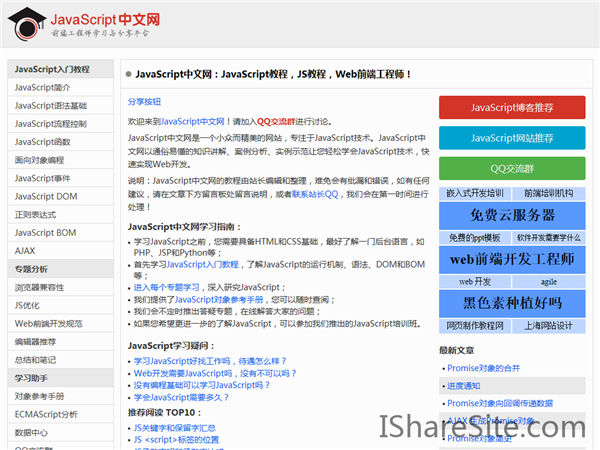 JavaScript中文网
前端工程师学习与分享平台
JavaScript入门教程
JavaScript简介
JavaScript语法基础
JavaScript流程控制
JavaScript函数
面向对象编程
JavaScript事件
JavaScript DOM
正则表达式
JavaScript BOM
AJAX
专题分析
浏览器兼容性
JS优化
Web前端开发规范
编辑器推荐
总结和笔记
学习助手
对象参考手册
ECMAScript分析
数据中心
JavaScript中文网：JavaScript教程，JS教程，Web前端工程师！
分享按钮
欢迎来到JavaScript中文网！请加入QQ交流群进行讨论。
JavaScript中文网是一个小众而精美的网站，专注于JavaScript技术。JavaScript中
文网以通俗易懂的知识讲解、案例分析、实例示范让您轻松学会JavaScript技术，快
速实现Web开发。
说明：JavaScript中文网的教程由站长编辑和整理，难免会有纰漏和错误，如有任何
建议，请在文章下方留言板处留言说明，或者联系站长QQ，我们会在第一时间进行
处理！
JavaScript中文网学习指南：
学习JavaScript之前，您需要具备HTML和CSS基础，最好了解一门后台语言，如
PHP、JSP和Python等；
首先学习JavaScript入门教程，了解JavaScript的运行机制、语法、DOM和BOM
等；
进入每个专题学习，深入研究JavaScript；
我们提供了JavaScript对象参考手册，您可以随时查阅；
我们会不定时推出答疑专题，在线解答大家的问题；
如果您希望更进一步的了解JavaScript，可以参加我们推出的JavaScript培训班。
JavaScript学习疑问：
学习JavaScript好找工作吗，待遇怎么样？
Web开发需要JavaScript吗，没有不可以吗？
没有编程基础可以学习JavaScript吗？
学会JavaScript需要多久？
推荐阅读 TOP10：
JS关键字和保留字汇总
JS <script>标签的位置
JavaScript博客推荐
JavaScript网站推荐
QQ交流群
嵌入式开发培训
前端培训机构
免费云服务器
免费的ppt模板
软件开发需要学什么
web前端开发工程师
web 开发
agile
黑色素种植好吗
网页制作教程网
上海网站设计
最新文章
Promise对象的合并
进度通知
Promise对象向回调传递数据
AJAX 生成Promise对象
Promise对象简更
IShareSite.com